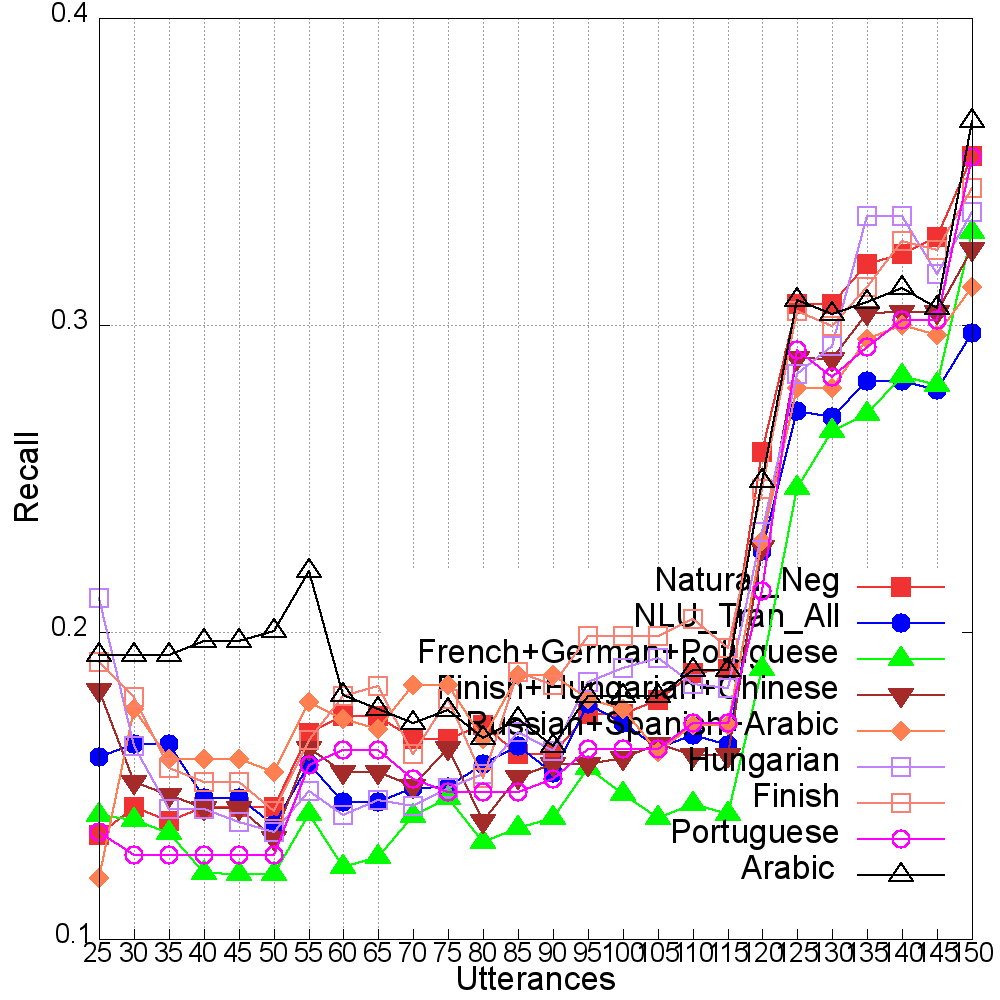 0.4
0.3
0.2
0.1
Recall
Natural_Neg
NLU_Tran_All
French+German+Portuguese
Finish+Hungarian+Chinese
Russian+Spanish+Arabic
Hungarian
Finish
Portuguese
Arabic
25 30 35 40 45 50 55 60 65 70 75 80 85 90 95 100 105 110 115 120 125 130 135 140 145 150
Utterances